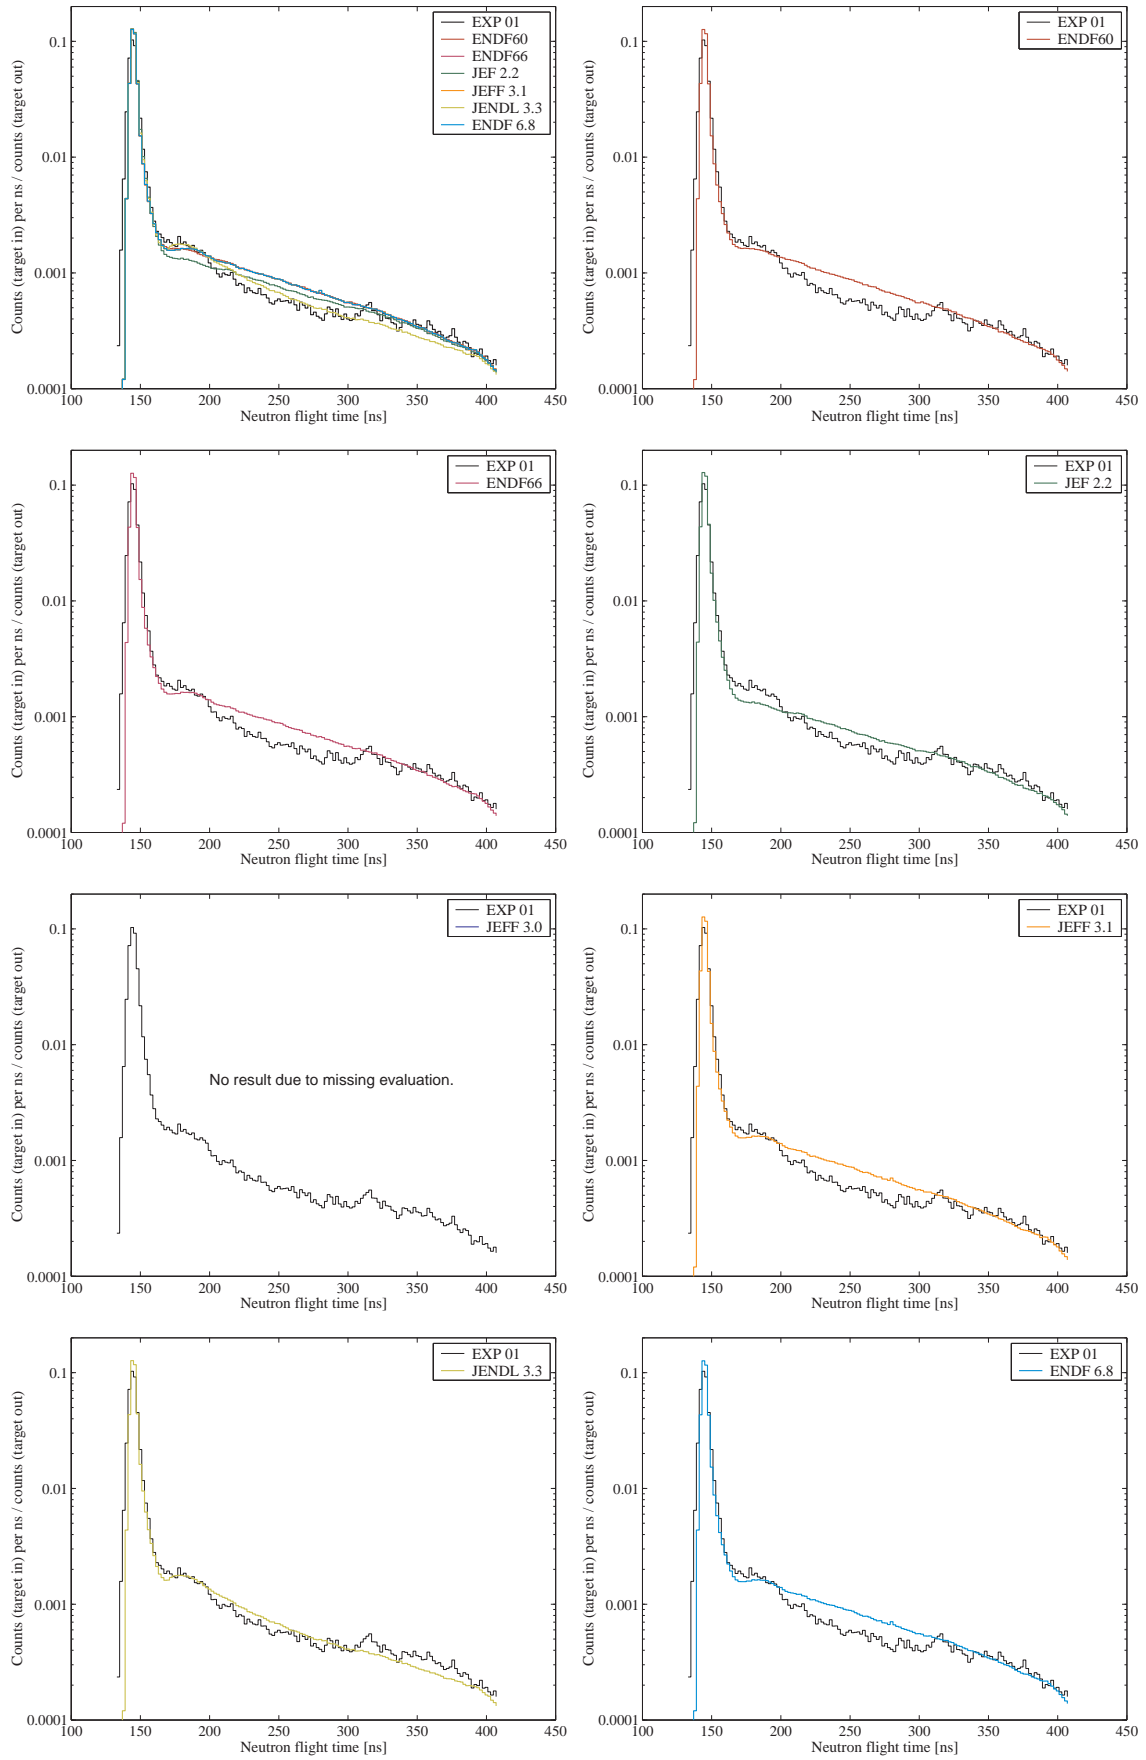 EXP 01
ENDF60
ENDF66
JEF 2.2
JEFF 3.1
JENDL 3.3
ENDF 6.8
0.1
0.01
0.001
0.0001
Counts (target in) per ns / counts (target out)
100 150 200 250 300 350 400 450
Neutron flight time [ns]
EXP 01
ENDF60
0.1
0.01
0.001
0.0001
Counts (target in) per ns / counts (target out)
100 150 200 250 300 350 400 450
Neutron flight time [ns]
EXP 01
ENDF66
0.1
0.01
0.001
0.0001
Counts (target in) per ns / counts (target out)
100 150 200 250 300 350 400 450
Neutron flight time [ns]
EXP 01
JEF 2.2
0.1
0.01
0.001
0.0001
Counts (target in) per ns / counts (target out)
100 150 200 250 300 350 400 450
Neutron flight time [ns]
EXP 01
JEFF 3.0
0.1
0.01
0.001
0.0001
Counts (target in) per ns / counts (target out)
No result due to missing evaluation.
100 150 200 250 300 350 400 450
Neutron flight time [ns]
EXP 01
JEFF 3.1
0.1
0.01
0.001
0.0001
Counts (target in) per ns / counts (target out)
100 150 200 250 300 350 400 450
Neutron flight time [ns]
EXP 01
JENDL 3.3
0.1
0.01
0.001
0.0001
Counts (target in) per ns / counts (target out)
100 150 200 250 300 350 400 450
Neutron flight time [ns]
EXP 01
ENDF 6.8
0.1
0.01
0.001
0.0001
Counts (target in) per ns / counts (target out)
100 150 200 250 300 350 400 450
Neutron flight time [ns]